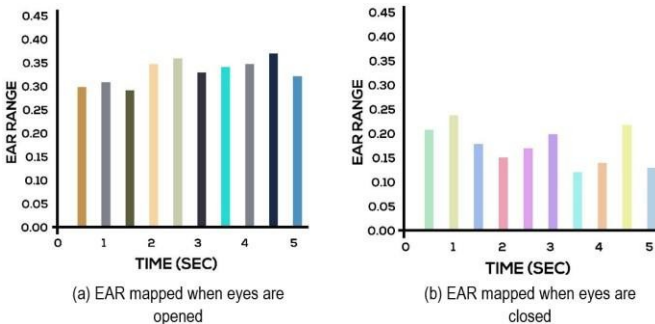 0.45
0.40
0.35
0.30
0.25
0.20
0.15
0.10
0.05
0.00
EAR RANGE
0 1 2 3 4 5
TIME (SEC)
(a) EAR mapped when eyes are
opened
0.45
0.40
0.35
0.30
0.25
0.20
0.15
0.10
0.05
0.00
EAR RANGE
0 1 2 3 4 5
TIME (SEC)
(b) EAR mapped when eyes are
closed